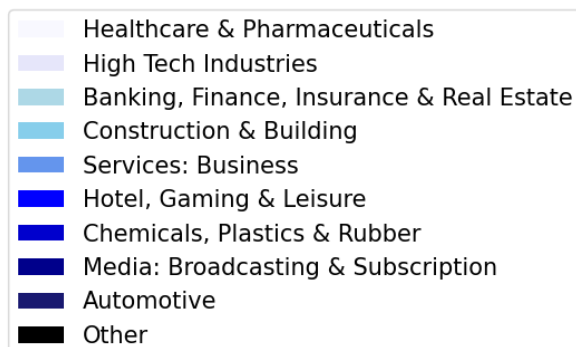 Healthcare & Pharmaceuticals
High Tech Industries
Banking, Finance, Insurance & Real Estate
Construction & Building
Services: Business
Hotel, Gaming & Leisure
Chemicals, Plastics & Rubber
Media: Broadcasting & Subscription
Automotive
Other